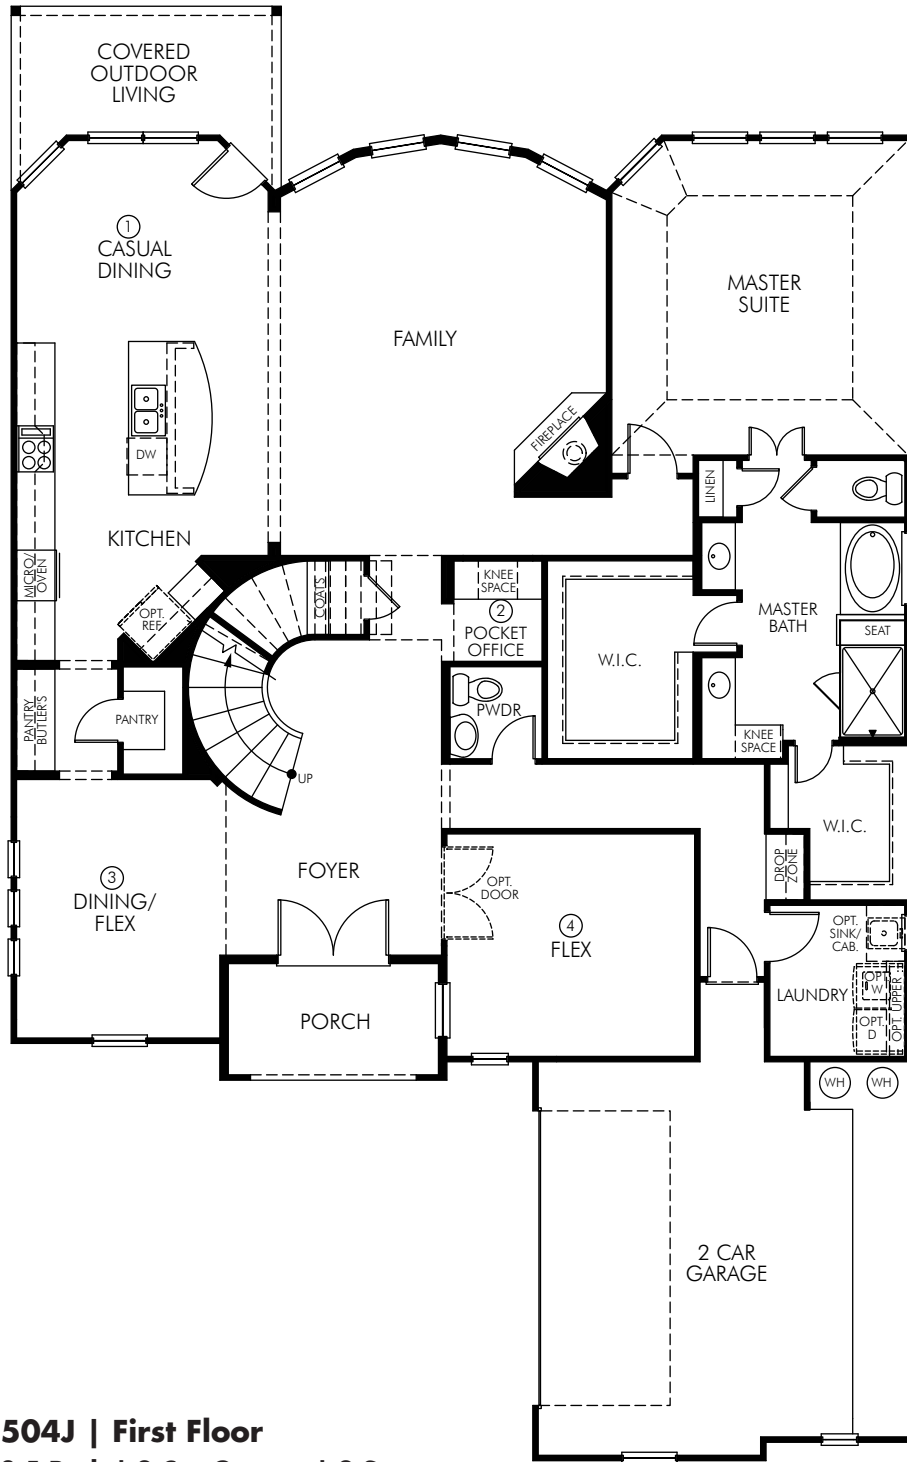 COVERED
OUTDOOR
LIVING
1
CASUAL
DINING
FAMILY
MASTER
SUITE
FIREPLACE
DW
KITCHEN
MICRO/
OVEN
OPT.
REF.
COATS
LINEN
KNEE
SPACE
2
POCKET
OFFICE
W.I.C.
MASTER
BATH
SEAT
PANTRY
BUTLER'S
PANTRY
PWDR
KNEE
SPACE
UP
W.I.C.
DROP
ZONE
3
DINING/
FLEX
FOYER
OPT.
DOOR
4
FLEX
OPT.
SINK/
CAB.
LAUNDRY
OPT.
W
OPT. UPPER
OPT.
D
PORCH
WH
WH
2 CAR
GARAGE
504J | First Floor